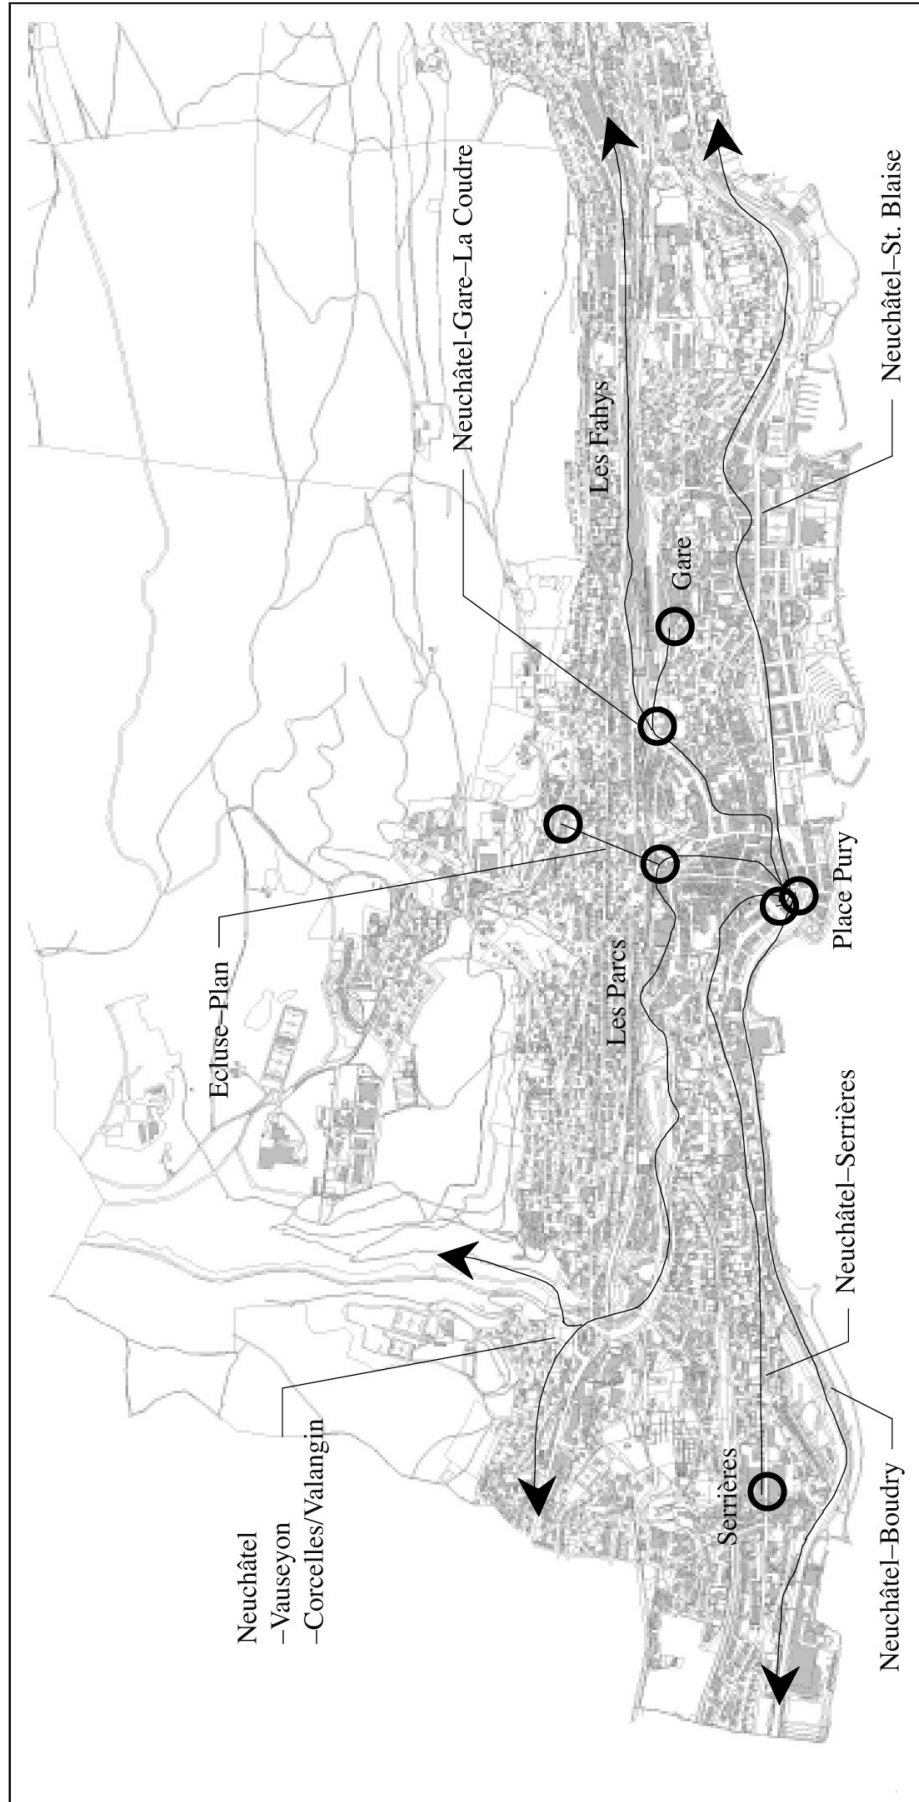 Neuchâtel
–Vauseyon
–Corcelles/Valangin
Ecluse–Plan
Neuchâtel-Gare–La Coudre
Les Parcs
Les Fahys
Gare
Serrières
Place Pury
Neuchâtel–Boudry
Neuchâtel–Serrières
Neuchâtel–St. Blaise